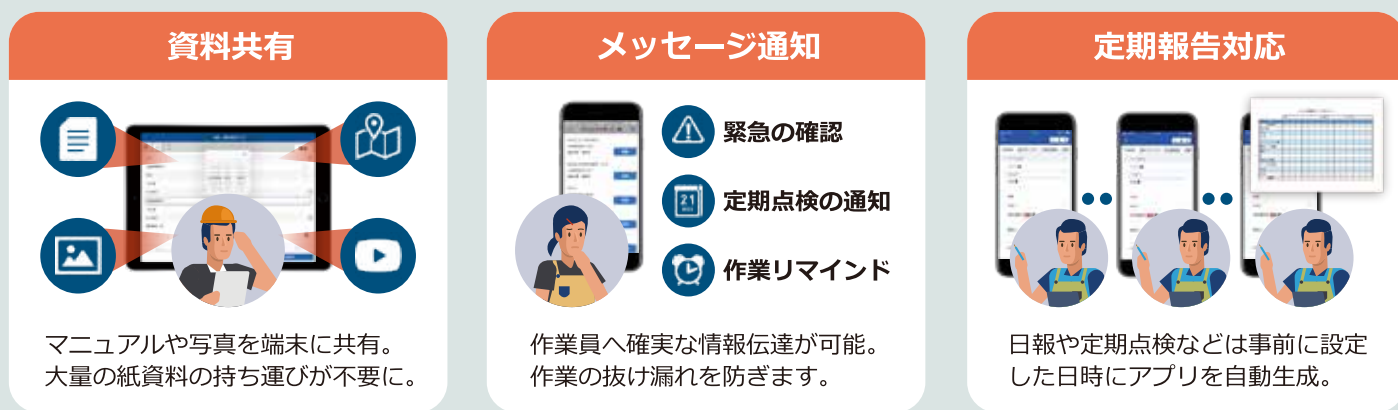 資料共有
マニュアルや写真を端末に共有。
大量の紙資料の持ち運びが不要に。
メッセージ通知
緊急の確認
21
定期点検の通知
作業リマインド
作業員へ確実な情報伝達が可能。
作業の抜け漏れを防ぎます。
定期報告対応
日報や定期点検などは事前に設定
した日時にアプリを自動生成。